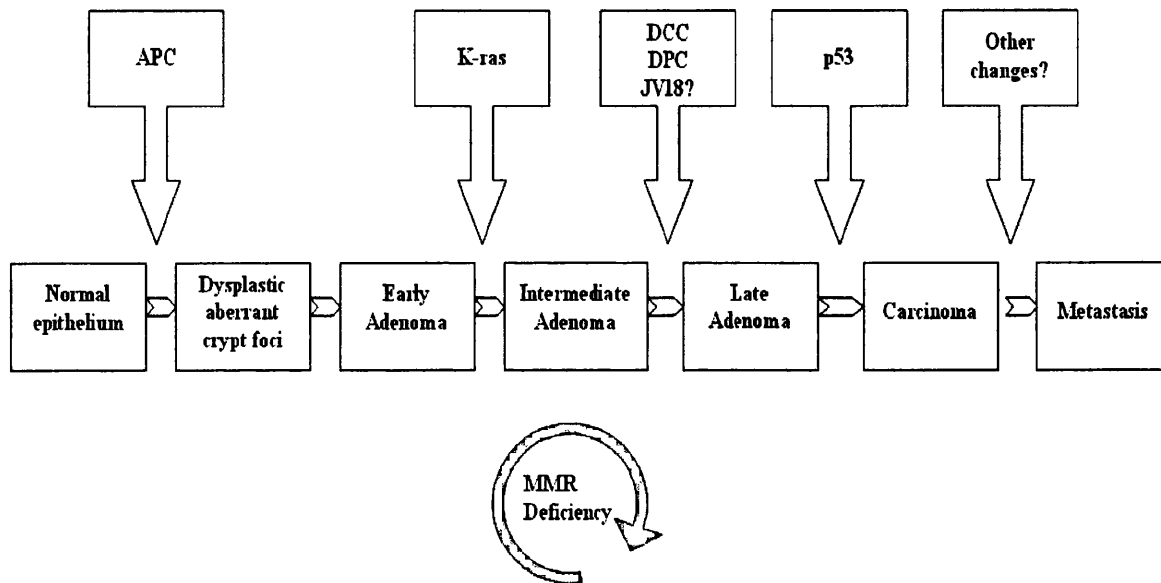 APC
K-ras
DCC
DPC
JV18?
p53
Other
changes?
Normal
epithelium
Dysplastic
aberrant
crypt foci
Early
Adenoma
Intermediate
Adenoma
Late
Adenoma
Carcinoma
Metastasis
MMR
Deficiency